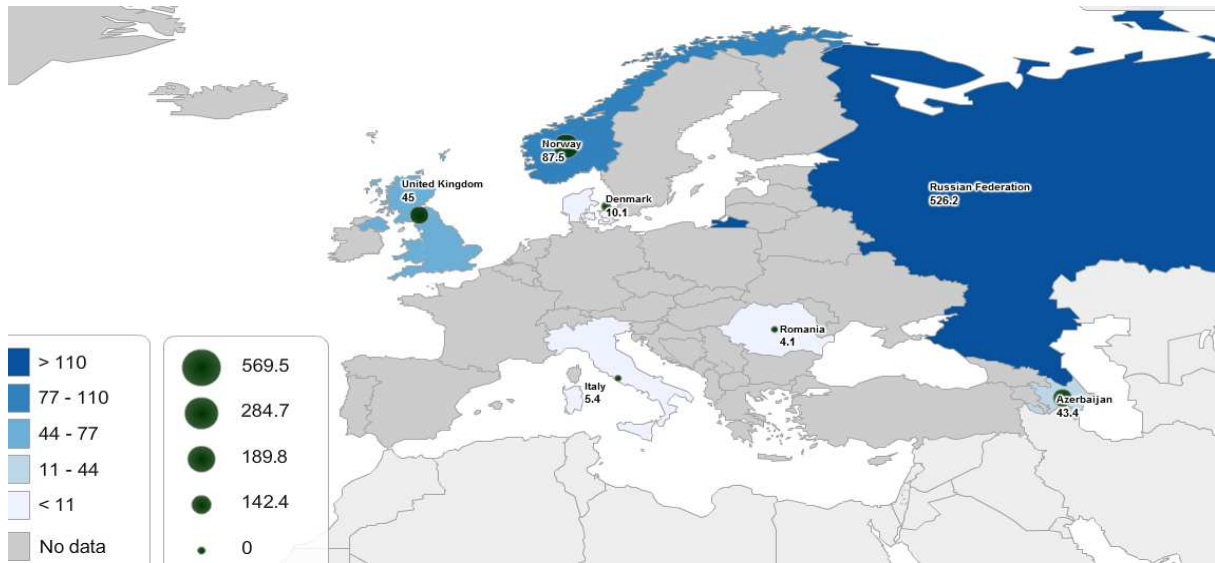 Norway
87.5
United Kingdom
45
Denmark
10.1
Russian Federation
526.2
Romania
4.1
Italy
5.4
Azerbaijan
43.4
> 110
77 - 110
44 - 77
11 - 44
< 11
No data
569.5
284.7
189.8
142.4
0